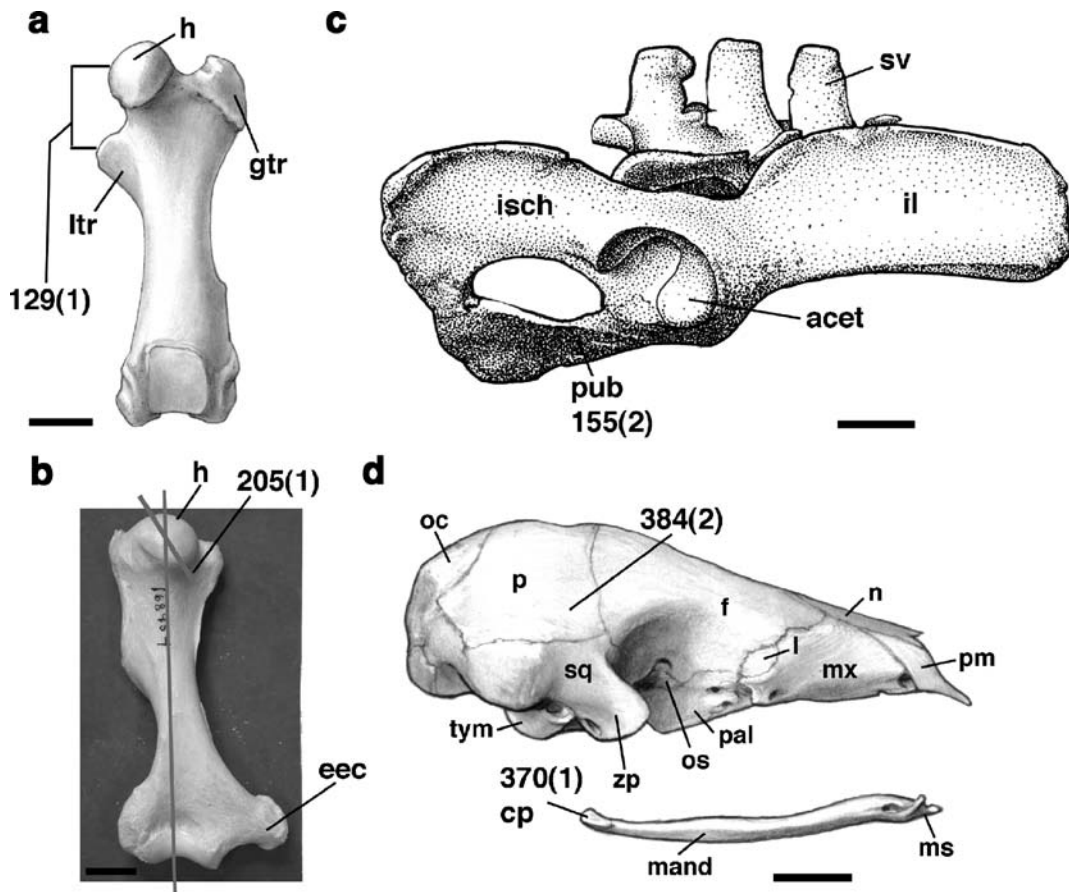 a
h
gtr
ltr
129(1)
c
sv
isch
il
acet
pub
155(2)
b
h
205(1)
eec
d
oc
384(2)
p
f
n
l
sq
mx
pm
tym
zp
os
pal
370(1)
cp
mand
ms